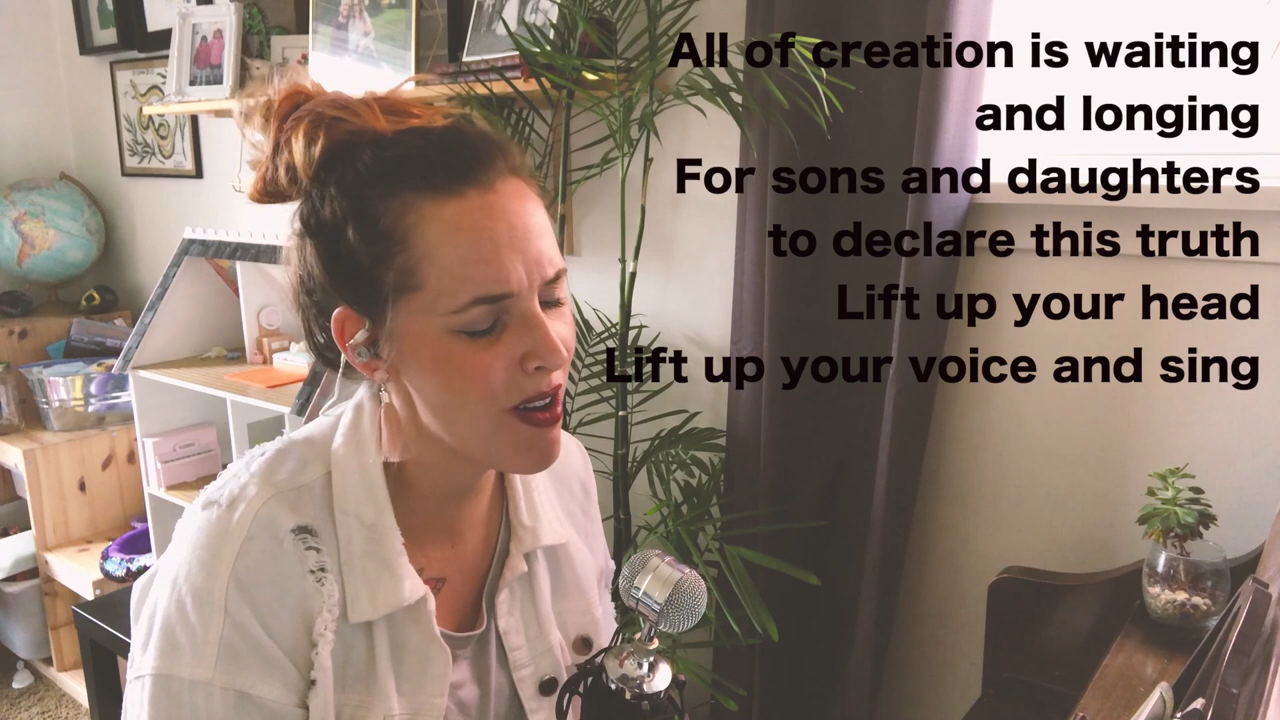 All of creation is waiting
and longing
For sons and daughters
to declare this truth
Lift up your head
Lift up your voice and sing